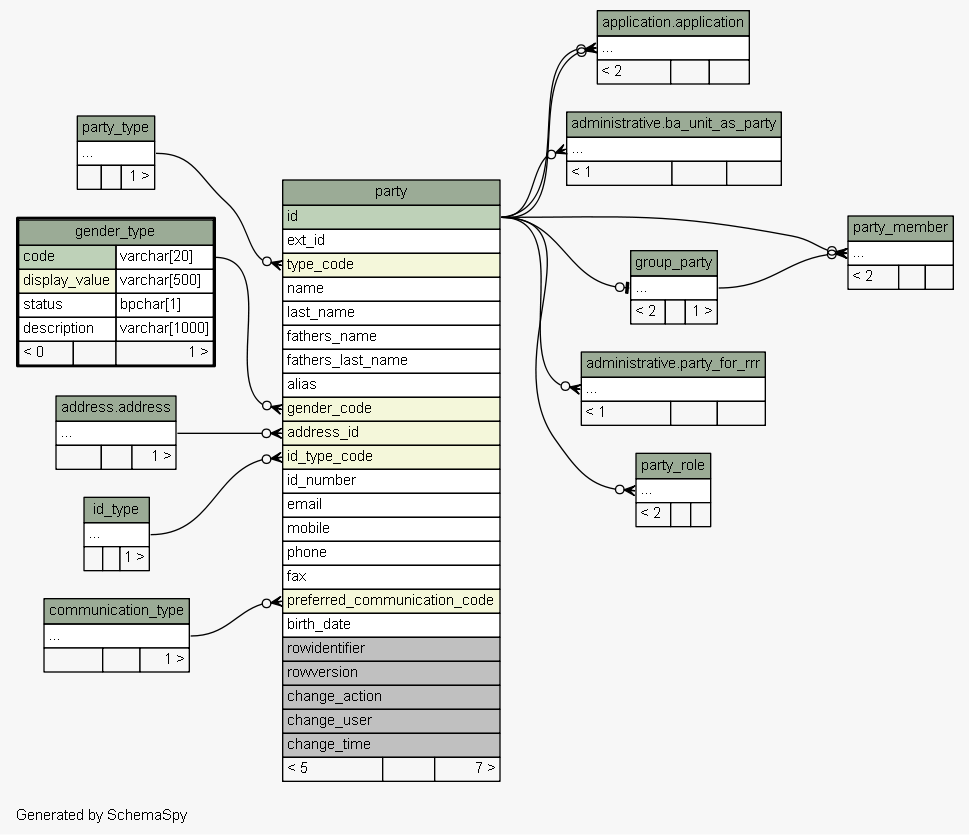 application.application
...
< 2
administrative.ba_unit_as_party
...
< 1
party_type
...
1 >
gender_type
code varchar[20]
display_value varchar[500]
status bpchar[1]
description varchar[1000]
< 0 1 >
address.address
...
1 >
id_type
...
1 >
communication_type
...
1 >
party
id
ext_id
type_code
name
last_name
fathers_name
fathers_last_name
alias
gender_code
address_id
id_type_code
id_number
email
mobile
phone
fax
preferred_communication_code
birth_date
rowidentifier
rowversion
change_action
change_user
change_time
< 5 7 >
party_member
...
< 2
group_party
...
< 2 1 >
administrative.party_for_rrr
...
< 1
party_role
...
< 2
Generated by SchemaSpy